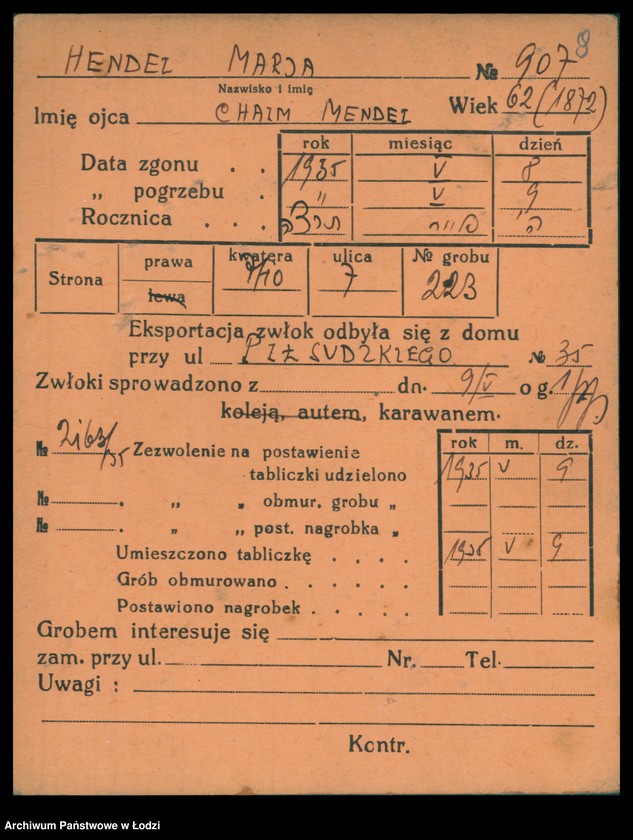 HENDEL MARJA № 907 8
Nazwisko i imię
Imię ojca CHAIM MENDEL Wiek 62 (1872)
rok miesiąc dzień
Data zgonu . . 1935 V 8
„ pogrzebu . „ V 9
Rocznica . . .
Strona prawa lewa kwatera ulica № grobu
7 223
Eksportacja zwłok odbyła się z domu
przy ul PIŁSUDZKIEGO № 35
Zwłoki sprowadzono z dn. 9/V o g.
koleją, autem, karawanem.
rok m. dz.
№ . Zezwolenie na postawienie
tabliczki udzielono 1935 V 9
№ . „ „ obmur. grobu „
№ . „ „ post. nagrobka „
Umieszczono tabliczkę . . . . 1935 V 9
Grób obmurowano . . . . . .
Postawiono nagrobek . . . . .
Grobem interesuje się
zam. przy ul. Nr. Tel.
Uwagi :
Kontr.
Archiwum Państwowe w Łodzi